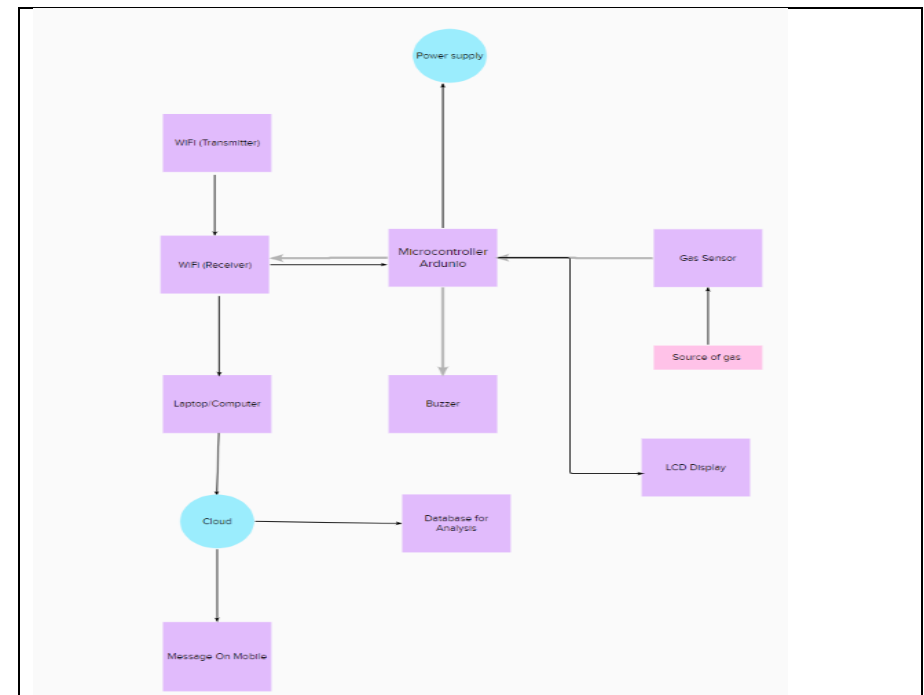 Power supply
WIFI (Transmitter)
WIFI (Receiver)
Microcontroller
Ardunio
Gas Sensor
Source of gas
Laptop/Computer
Buzzer
LCD Display
Cloud
Database for
Analysis
Message On Mobile